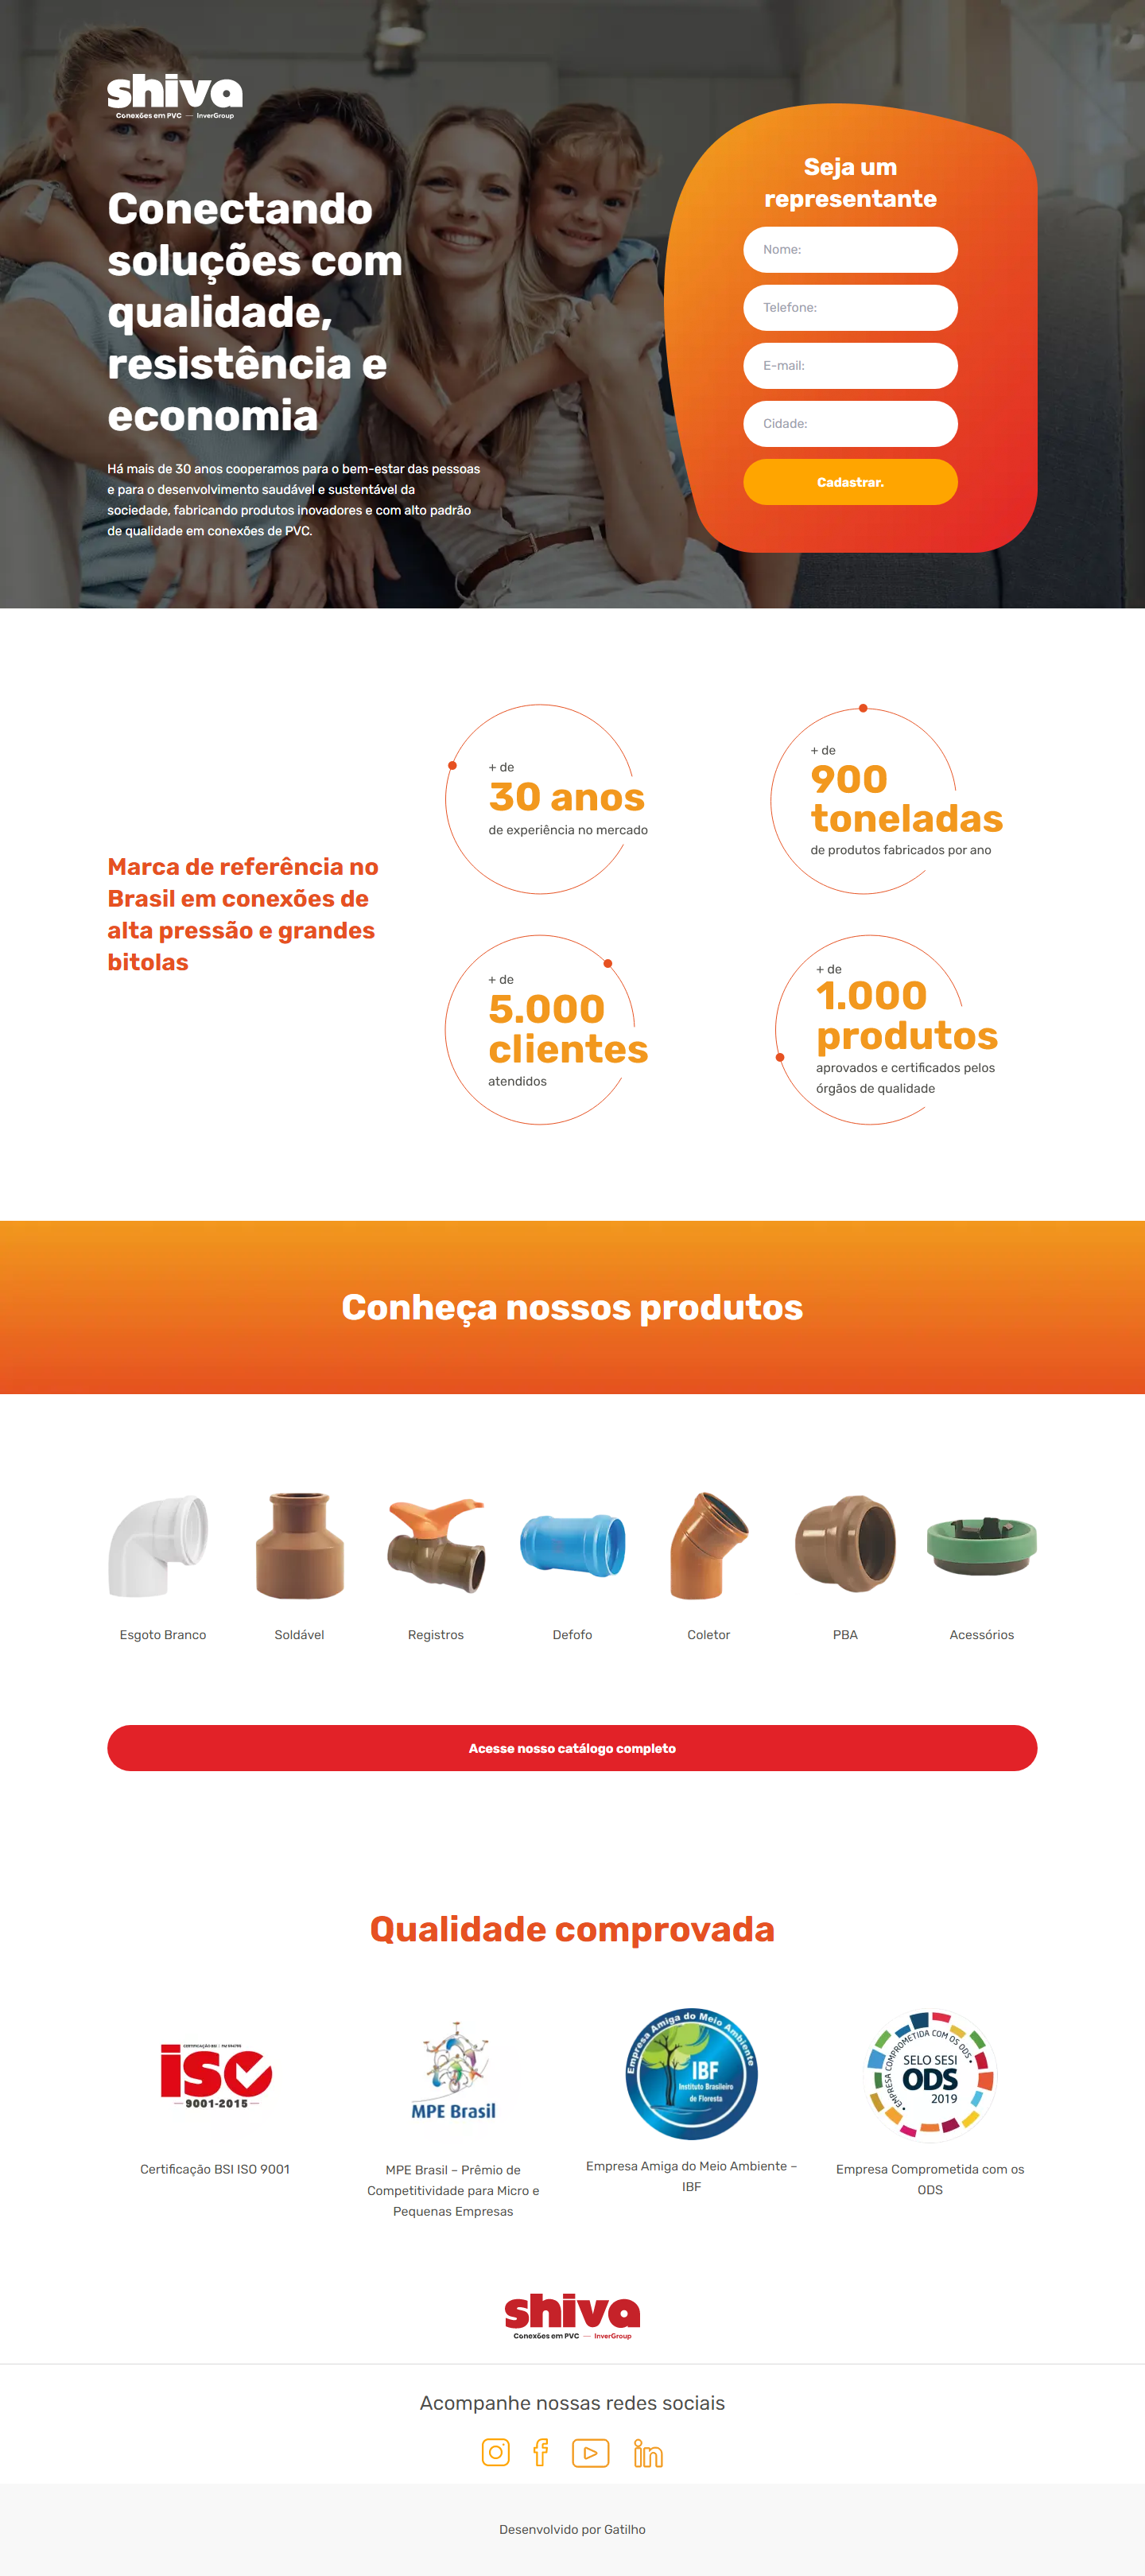 shiva
Conexões em PVC — InverGroup
Conectando
soluções com
qualidade,
resistência e
economia
Há mais de 30 anos cooperamos para o bem-estar das pessoas
e para o desenvolvimento saudável e sustentável da
sociedade, fabricando produtos inovadores e com alto padrão
de qualidade em conexões de PVC.
Seja um
representante
Nome:
Telefone:
E-mail:
Cidade:
Cadastrar.
Marca de referência no
Brasil em conexões de
alta pressão e grandes
bitolas
+ de
30 anos
de experiência no mercado
+ de
900
toneladas
de produtos fabricados por ano
+ de
5.000
clientes
atendidos
+ de
1.000
produtos
aprovados e certificados pelos
órgãos de qualidade
Conheça nossos produtos
Esgoto Branco
Soldável
Registros
Defofo
Coletor
PBA
Acessórios
Acesse nosso catálogo completo
Qualidade comprovada
iso
9001-2015
Certificação BSI ISO 9001
MPE Brasil
MPE Brasil – Prêmio de
Competitividade para Micro e
Pequenas Empresas
Empresa Amiga do Meio Ambiente
IBF
Instituto Brasileiro
de Floresta
Empresa Amiga do Meio Ambiente –
IBF
EMPRESA COMPROMETIDA COM OS ODS
SELO SESI
ODS
2019
Empresa Comprometida com os
ODS
shiva
Conexões em PVC — InverGroup
Acompanhe nossas redes sociais
Desenvolvido por Gatilho